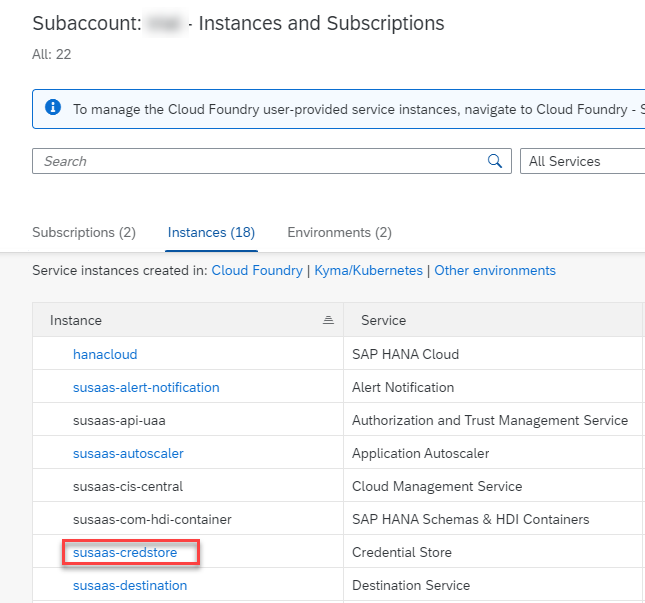 Subaccount: - Instances and Subscriptions
All: 22
To manage the Cloud Foundry user-provided service instances, navigate to Cloud Foundry - S
Search
All Services
Subscriptions (2) Instances (18) Environments (2)
Service instances created in: Cloud Foundry | Kyma/Kubernetes | Other environments
Instance Service
hanacloud SAP HANA Cloud
susaas-alert-notification Alert Notification
susaas-api-uaa Authorization and Trust Management Service
susaas-autoscaler Application Autoscaler
susaas-cis-central Cloud Management Service
susaas-com-hdi-container SAP HANA Schemas & HDI Containers
susaas-credstore Credential Store
susaas-destination Destination Service